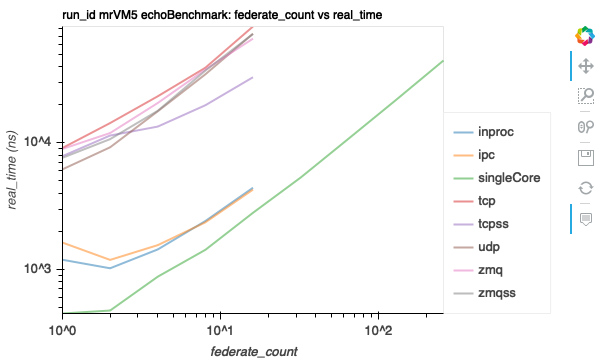 run_id mrVM5 echoBenchmark: federate_count vs real_time
real_time (ns)
10^4
10^3
10^0
10^1
10^2
federate_count
inproc
ipc
singleCore
tcp
tcpss
udp
zmq
zmqss